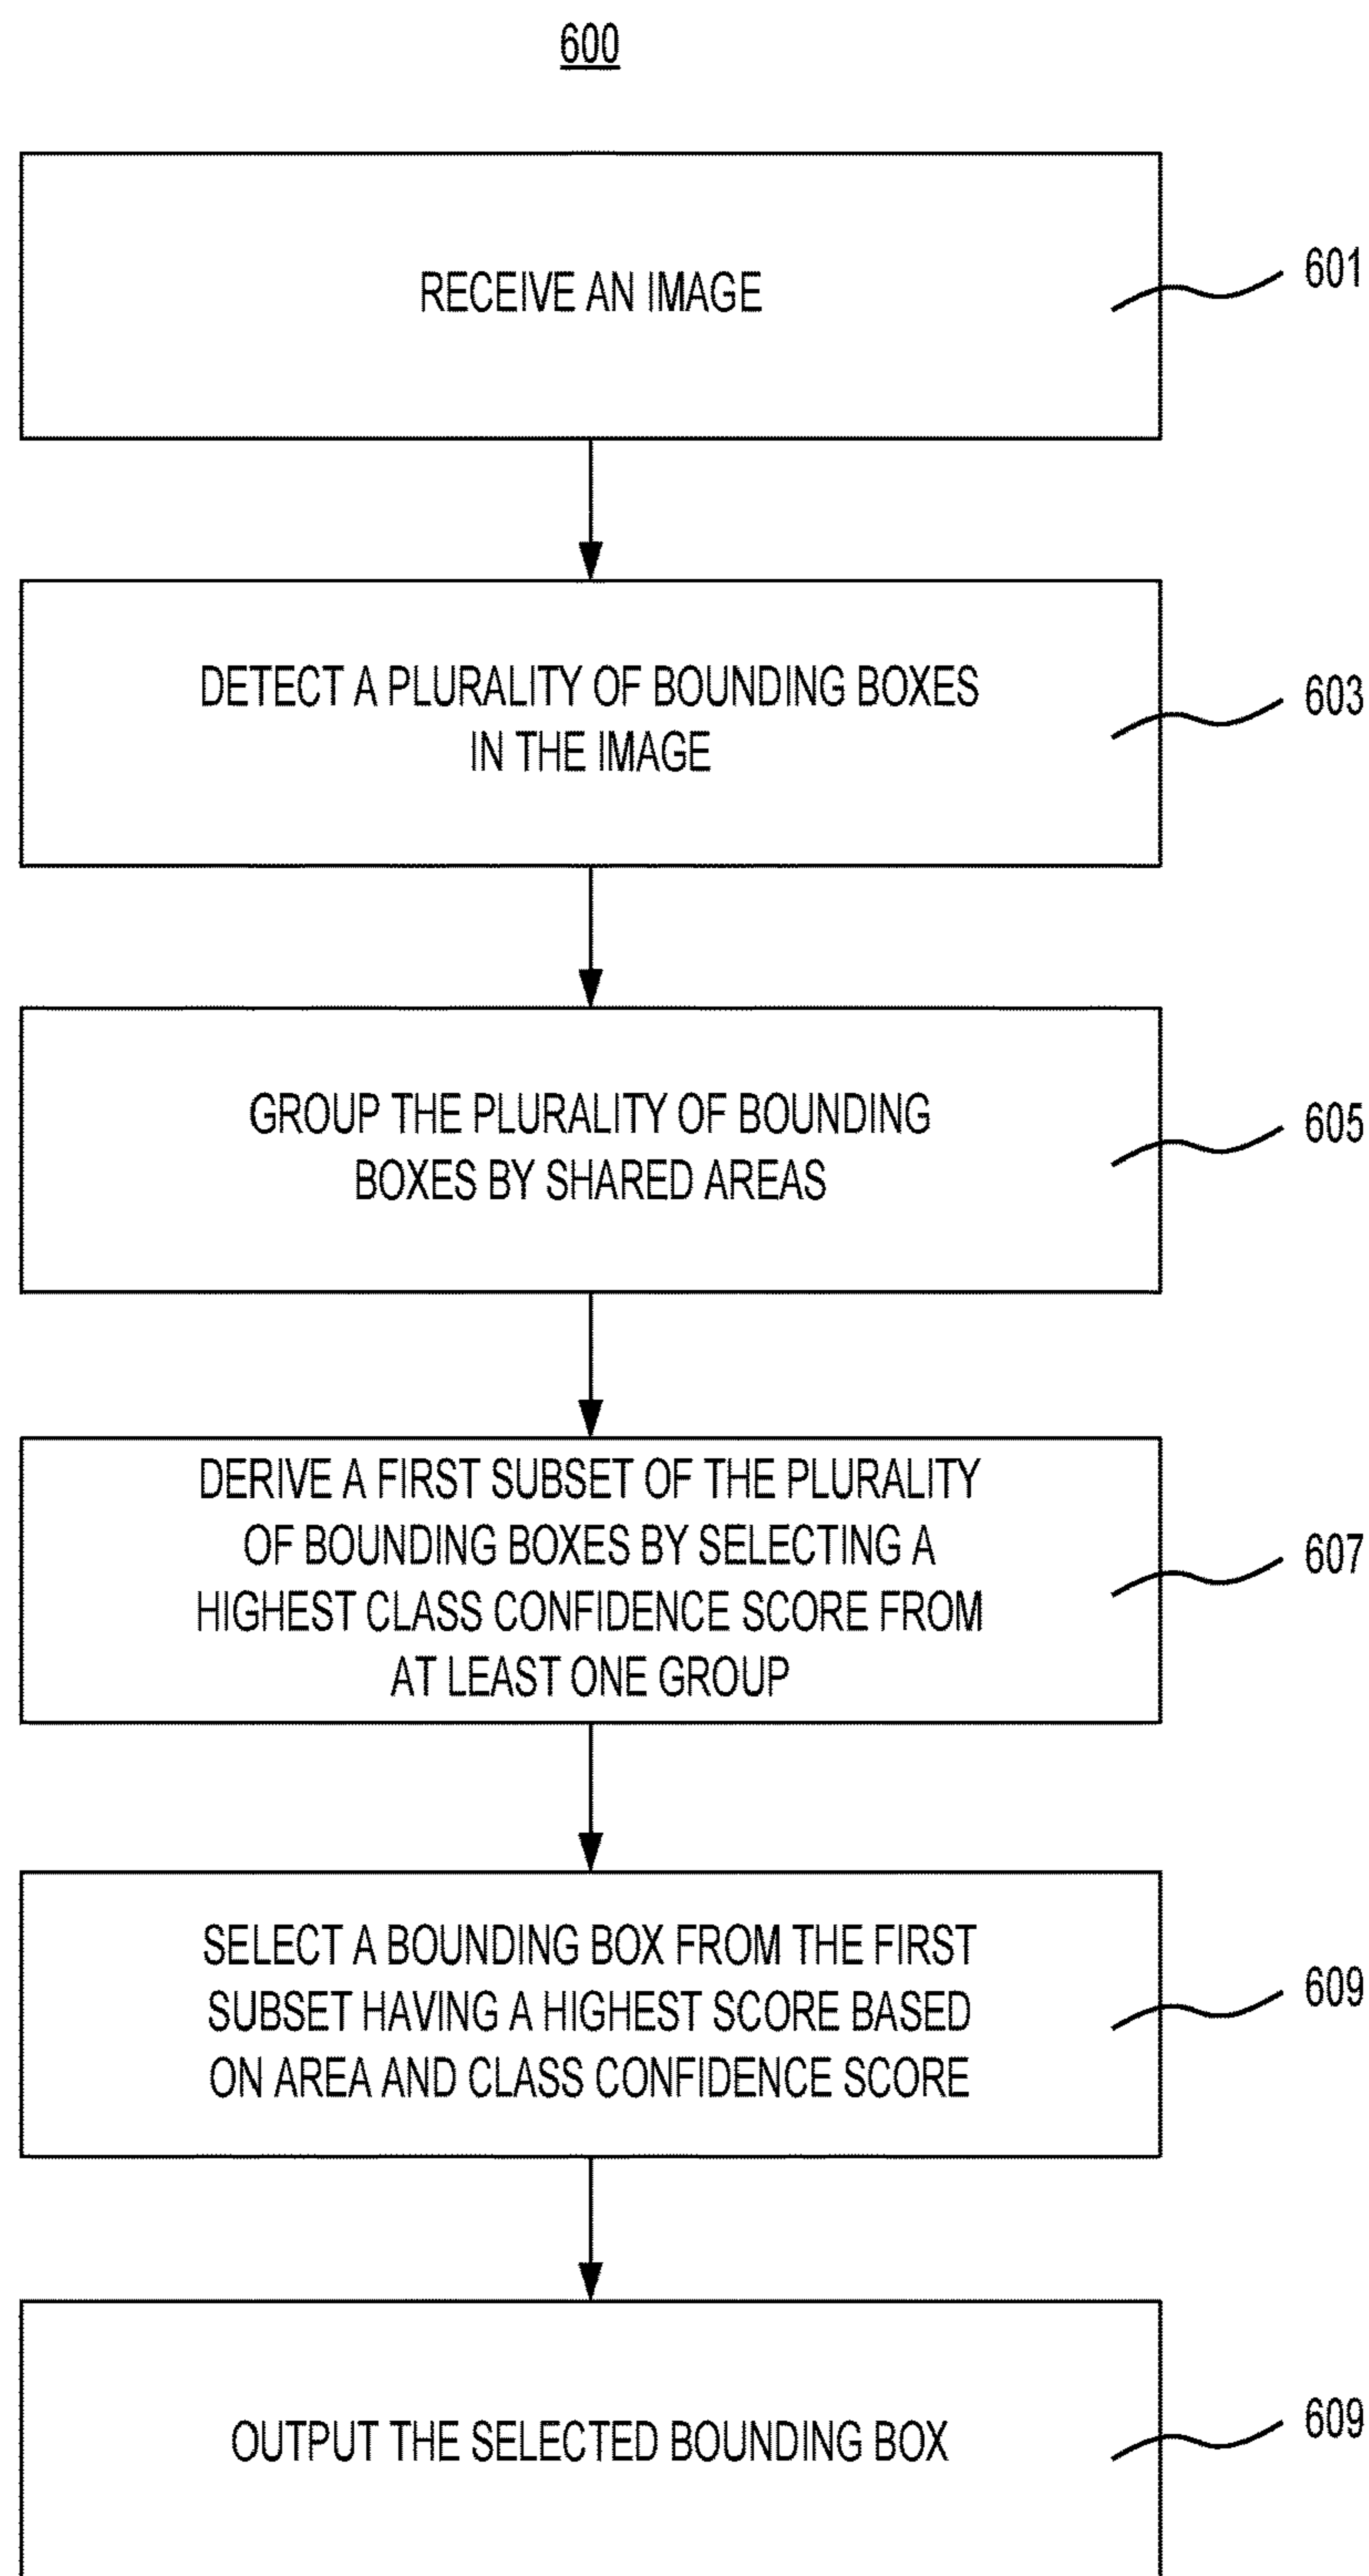 600
RECEIVE AN IMAGE
601
DETECT A PLURALITY OF BOUNDING BOXES
IN THE IMAGE
603
GROUP THE PLURALITY OF BOUNDING
BOXES BY SHARED AREAS
605
DERIVE A FIRST SUBSET OF THE PLURALITY
OF BOUNDING BOXES BY SELECTING A
HIGHEST CLASS CONFIDENCE SCORE FROM
AT LEAST ONE GROUP
607
SELECT A BOUNDING BOX FROM THE FIRST
SUBSET HAVING A HIGHEST SCORE BASED
ON AREA AND CLASS CONFIDENCE SCORE
609
OUTPUT THE SELECTED BOUNDING BOX
609